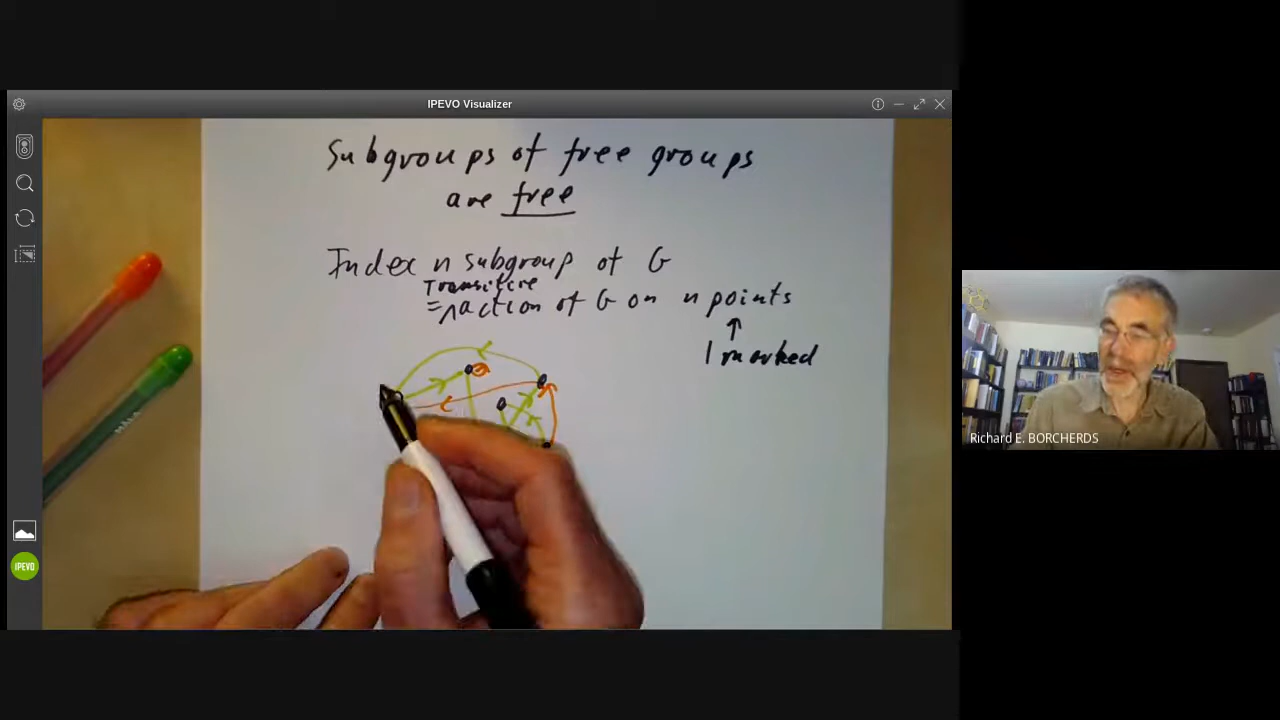 IPEVO Visualizer
Subgroups of free groups
are free
Index n subgroup of G
Transitive
= action of G on n points
1 marked
Richard E. BORCHERDS
IPEVO